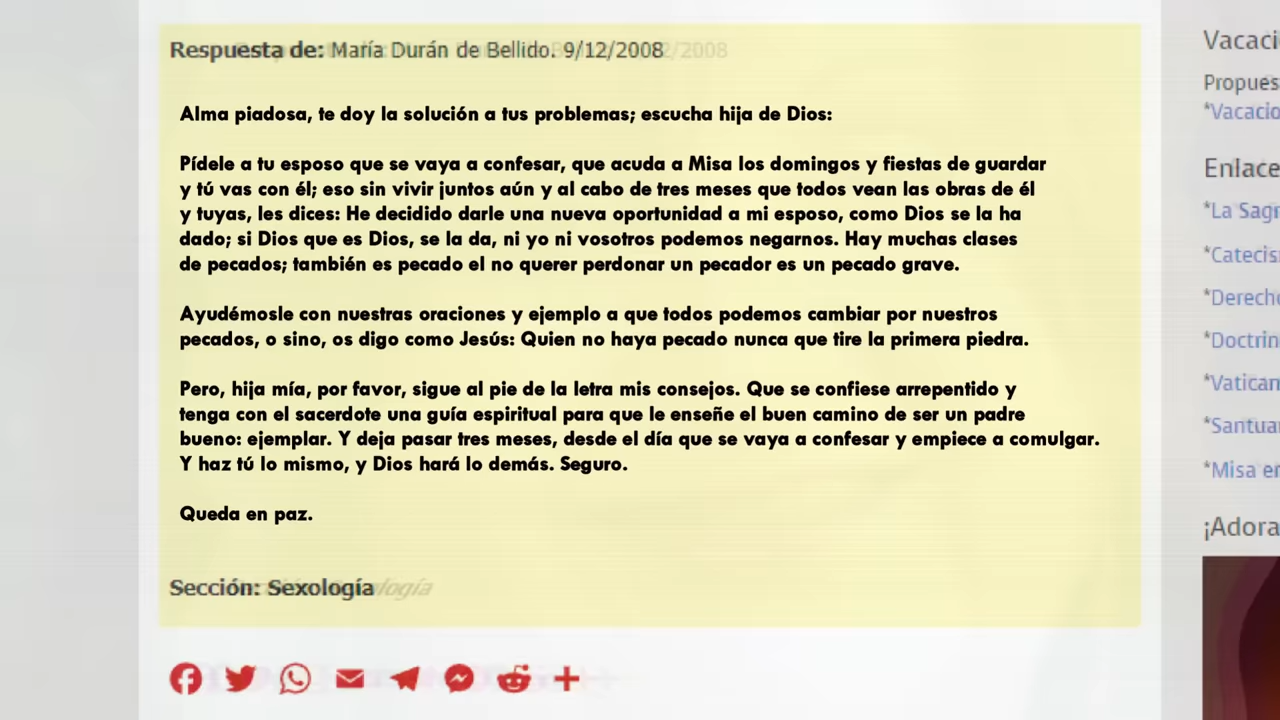 Respuesta de: María Durán de Bellido. 9/12/2008
Alma piadosa, te doy la solución a tus problemas; escucha hija de Dios:
Pídele a tu esposo que se vaya a confesar, que acuda a Misa los domingos y fiestas de guardar
y tú vas con él; eso sin vivir juntos aún y al cabo de tres meses que todos vean las obras de él
y tuyas, les dices: He decidido darle una nueva oportunidad a mi esposo, como Dios se la ha
dado; si Dios que es Dios, se la da, ni yo ni vosotros podemos negarnos. Hay muchas clases
de pecados; también es pecado el no querer perdonar un pecador es un pecado grave.
Ayudémosle con nuestras oraciones y ejemplo a que todos podemos cambiar por nuestros
pecados, o sino, os digo como Jesús: Quien no haya pecado nunca que tire la primera piedra.
Pero, hija mía, por favor, sigue al pie de la letra mis consejos. Que se confiese arrepentido y
tenga con el sacerdote una guía espiritual para que le enseñe el buen camino de ser un padre
bueno: ejemplar. Y deja pasar tres meses, desde el día que se vaya a confesar y empiece a comulgar.
Y haz tú lo mismo, y Dios hará lo demás. Seguro.
Queda en paz.
Sección: Sexología
Vacaci
Propues
*Vacacio
Enlace
*La Sagr
*Catecis
*Derech
*Doctrin
*Vatican
*Santuar
*Misa en
¡Adora